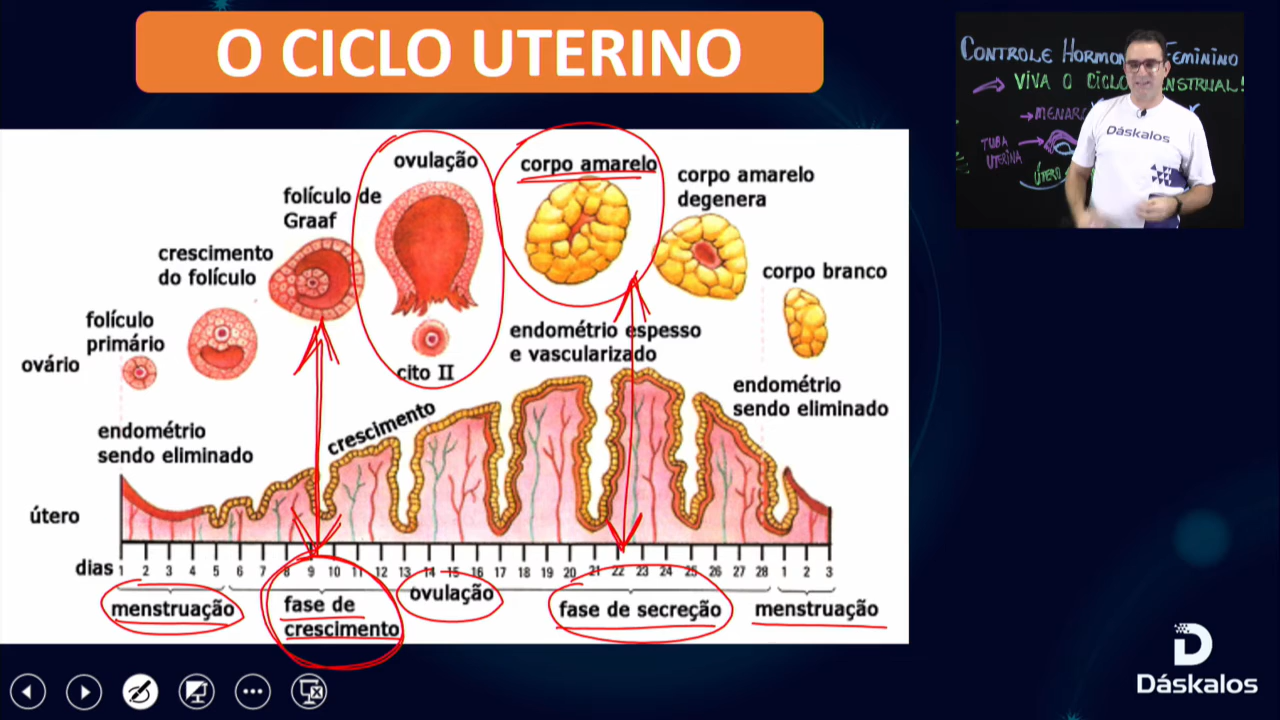 O CICLO UTERINO
CONTROLE HORMON FEMININO
VIVA O CICLO MENSTRUAL!
MENAR
TUBA
UTERINA
ÚTERO
Dáskalos
ovulação
corpo amarelo
corpo amarelo
degenera
folículo de
Graaf
crescimento
do folículo
corpo branco
folículo
primário
ovário
cito II
endométrio espesso
e vascularizado
endométrio
sendo eliminado
crescimento
endométrio
sendo eliminado
útero
dias 1 2 3 4 5 6 7 8 9 10 11 12 13 14 15 16 17 18 19 20 21 22 23 24 25 26 27 28 1 2 3
menstruação
fase de
crescimento
ovulação
fase de secreção
menstruação
D
Dáskalos